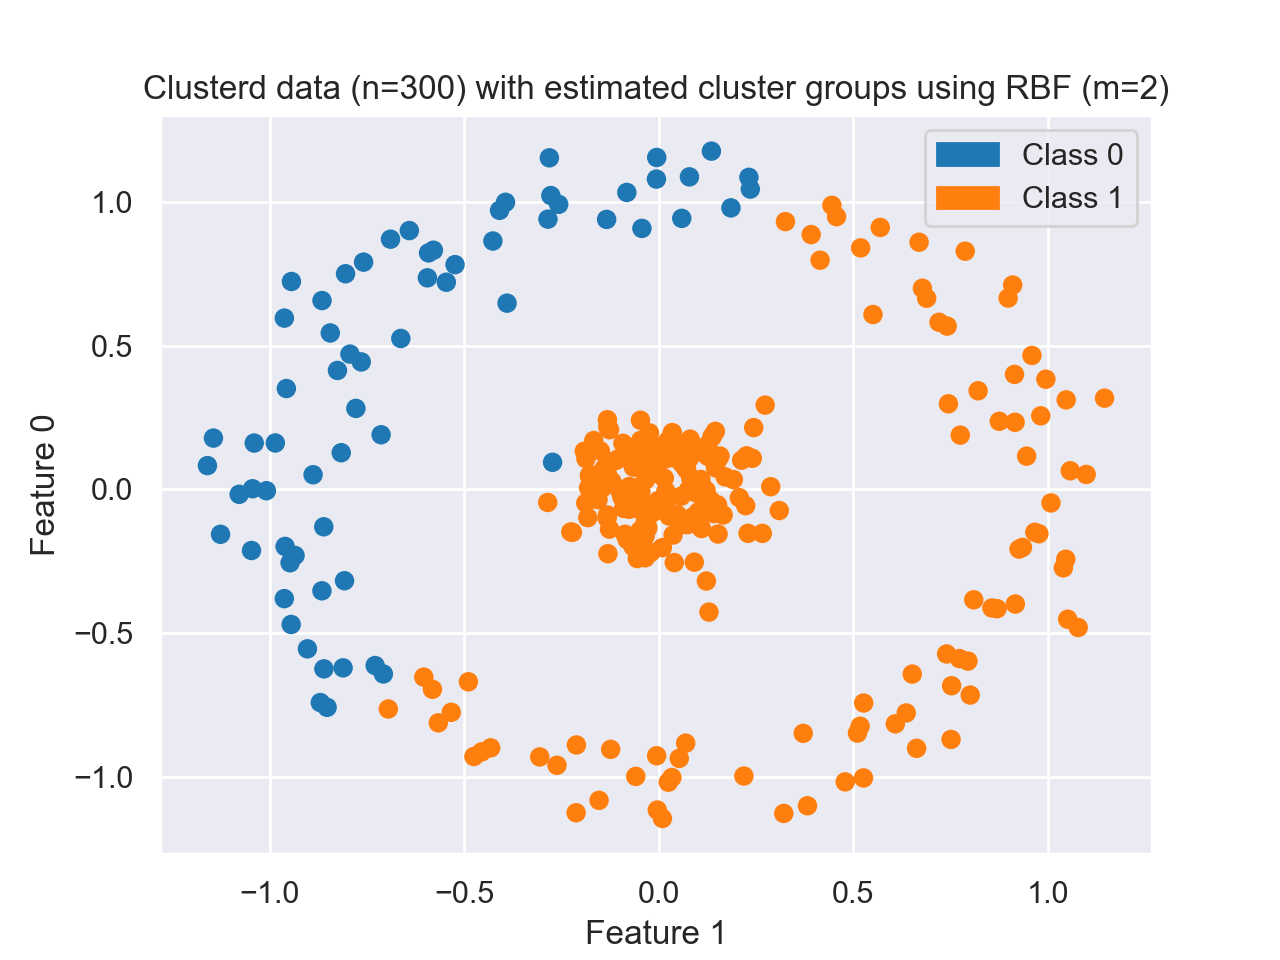 Clusterd data (n=300) with estimated cluster groups using RBF (m=2)
Class 0
Class 1
1.0
0.5
0.0
−0.5
−1.0
Feature 0
−1.0 −0.5 0.0 0.5 1.0
Feature 1